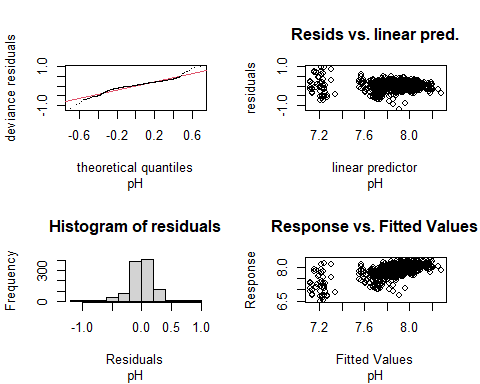 deviance residuals
-1.0
1.0
-0.6
-0.2
0.2
0.6
theoretical quantiles
pH
Resids vs. linear pred.
residuals
-1.0
1.0
7.2
7.6
8.0
linear predictor
pH
Histogram of residuals
Frequency
0
300
-1.0
0.0
0.5
1.0
Residuals
pH
Response vs. Fitted Values
Response
6.5
8.0
7.2
7.6
8.0
Fitted Values
pH